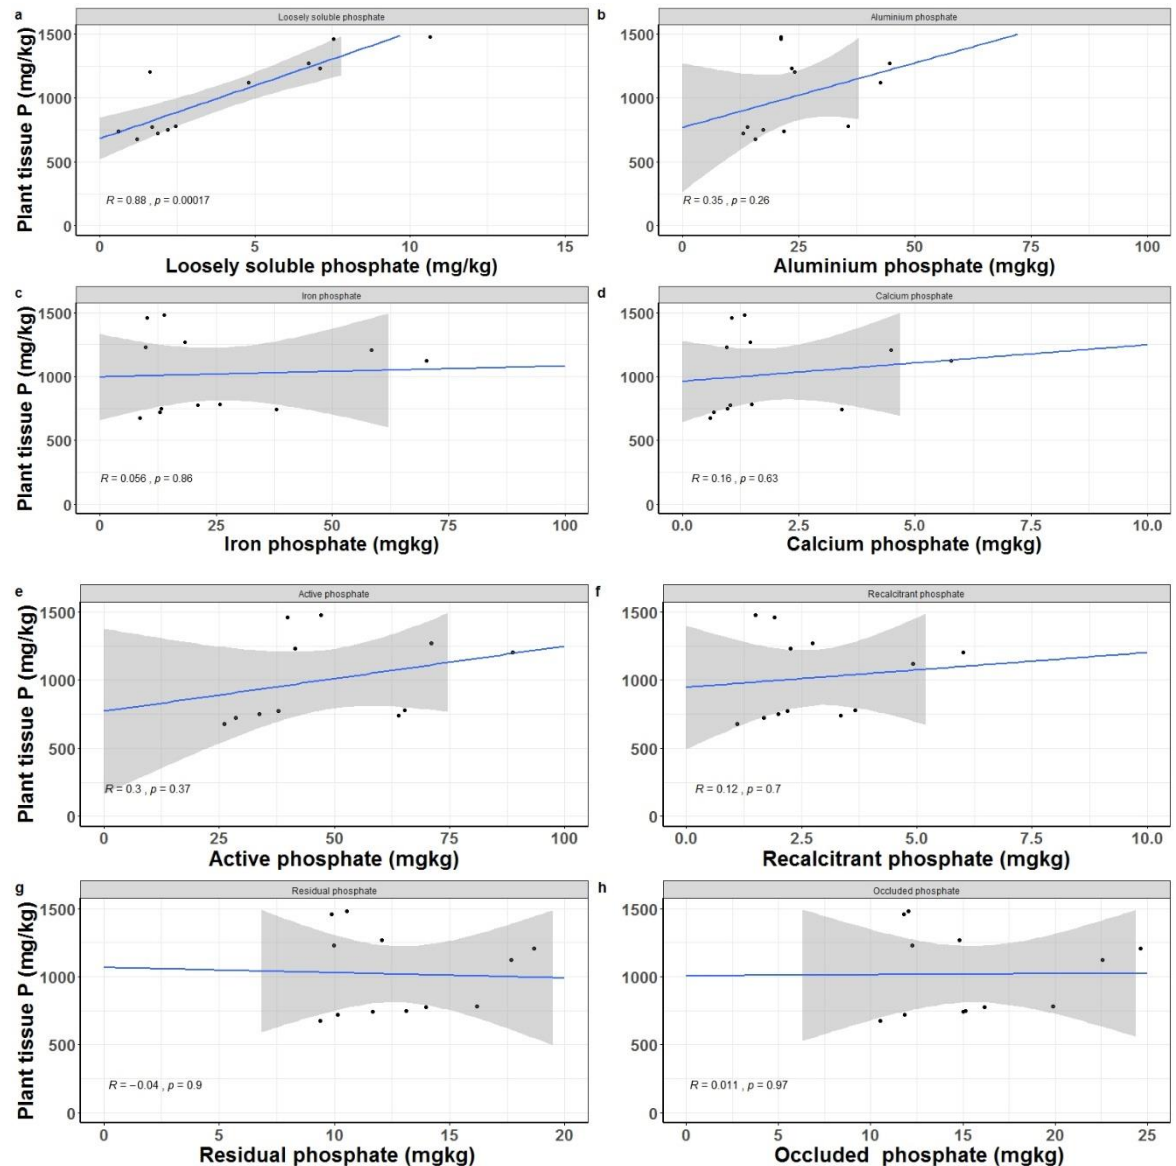 a
Loosely soluble phosphate
b
Aluminium phosphate
Plant tissue P (mg/kg)
1500
1000
500
0
R = 0.88 , p = 0.00017
0 5 10 15
Loosely soluble phosphate (mg/kg)
1500
1000
500
0
R = 0.35 , p = 0.26
0 25 50 75 100
Aluminium phosphate (mgkg)
c
Iron phosphate
d
Calcium phosphate
Plant tissue P (mg/kg)
1500
1000
500
0
R = 0.056 , p = 0.86
0 25 50 75 100
Iron phosphate (mgkg)
1500
1000
500
0
R = 0.16 , p = 0.63
0.0 2.5 5.0 7.5 10.0
Calcium phosphate (mgkg)
e
Active phosphate
f
Recalcitrant phosphate
Plant tissue P (mg/kg)
1500
1000
500
0
R = 0.3 , p = 0.37
0 25 50 75 100
Active phosphate (mgkg)
1500
1000
500
0
R = 0.12 , p = 0.7
0.0 2.5 5.0 7.5 10.0
Recalcitrant phosphate (mgkg)
g
Residual phosphate
h
Occluded phosphate
Plant tissue P (mg/kg)
1500
1000
500
0
R = −0.04 , p = 0.9
0 5 10 15 20
Residual phosphate (mgkg)
1500
1000
500
0
R = 0.011 , p = 0.97
0 5 10 15 20 25
Occluded phosphate (mgkg)